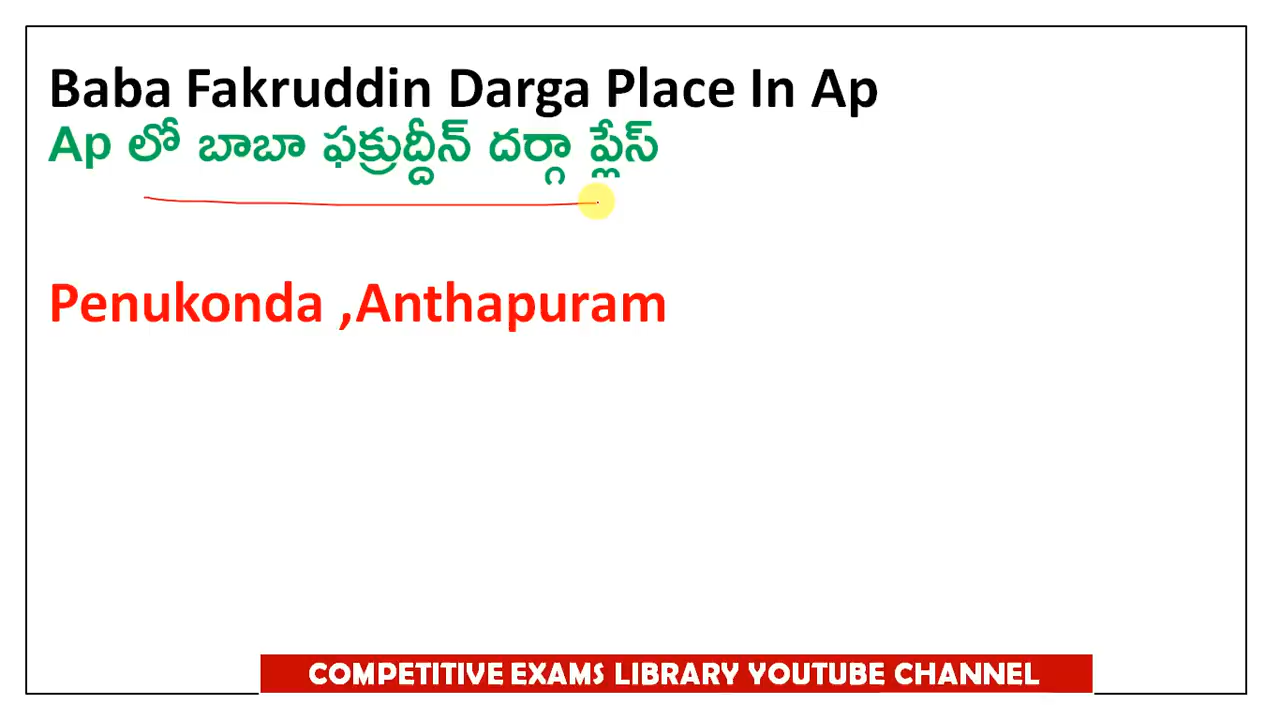 Baba Fakruddin Darga Place In Ap
Ap లో బాబా ఫక్రుద్దీన్ దర్గా ప్లేస్
Penukonda ,Anthapuram
COMPETITIVE EXAMS LIBRARY YOUTUBE CHANNEL